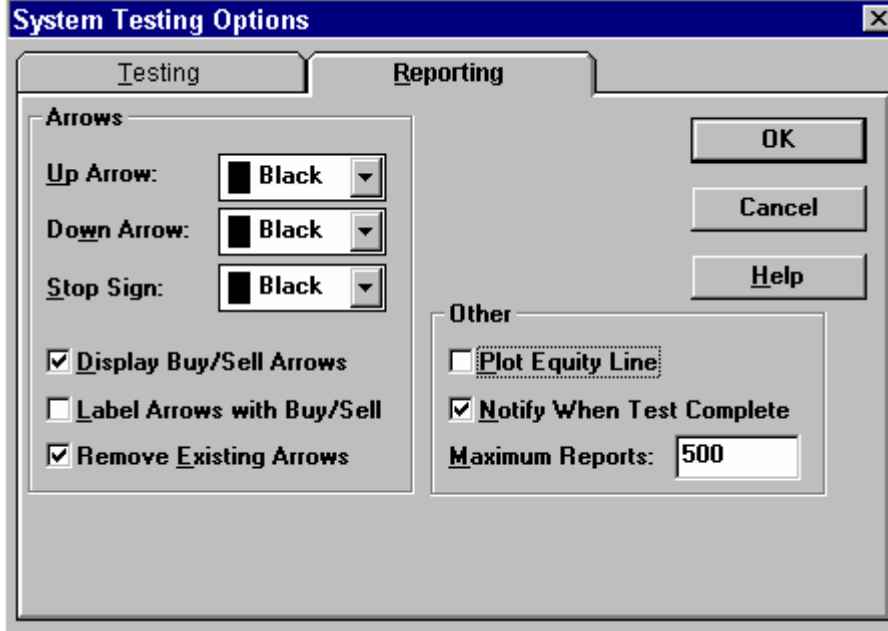 System Testing Options
Testing
Reporting
Arrows
Up Arrow: Black
Down Arrow: Black
Stop Sign: Black
Display Buy/Sell Arrows
Label Arrows with Buy/Sell
Remove Existing Arrows
OK
Cancel
Help
Other
Plot Equity Line
Notify When Test Complete
Maximum Reports: 500